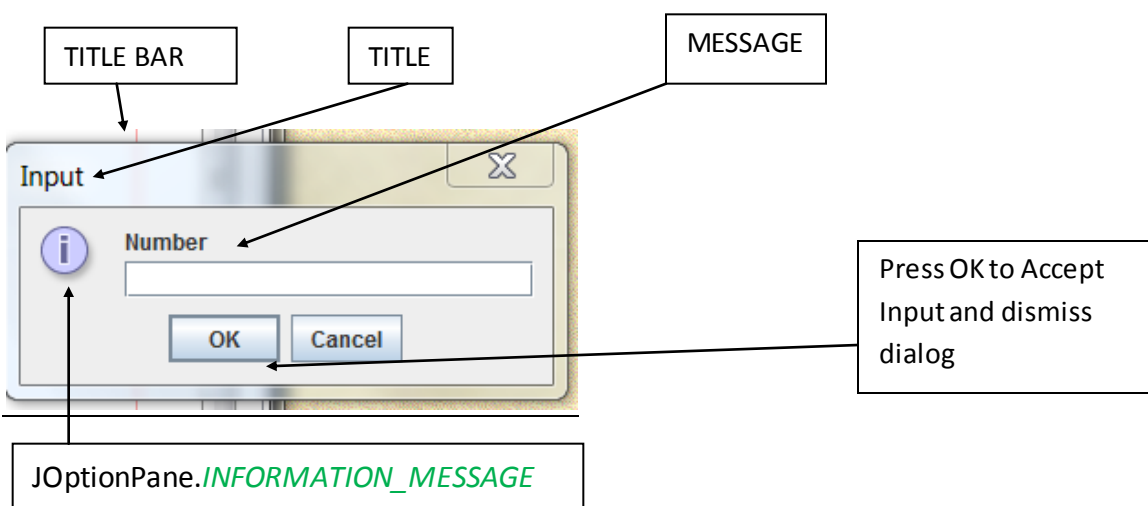 TITLE BAR
TITLE
MESSAGE
Input
Number
OK
Cancel
Press OK to Accept
Input and dismiss
dialog
JOptionPane.INFORMATION_MESSAGE